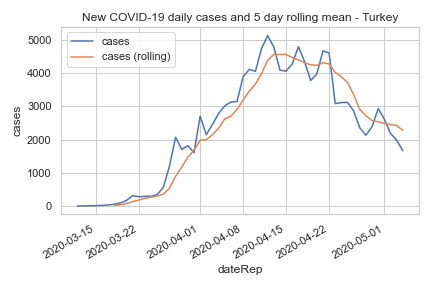 New COVID-19 daily cases and 5 day rolling mean - Turkey
cases
cases (rolling)
5000
4000
3000
2000
1000
0
cases
2020-03-15
2020-03-22
2020-04-01
2020-04-08
2020-04-15
2020-04-22
2020-05-01
dateRep